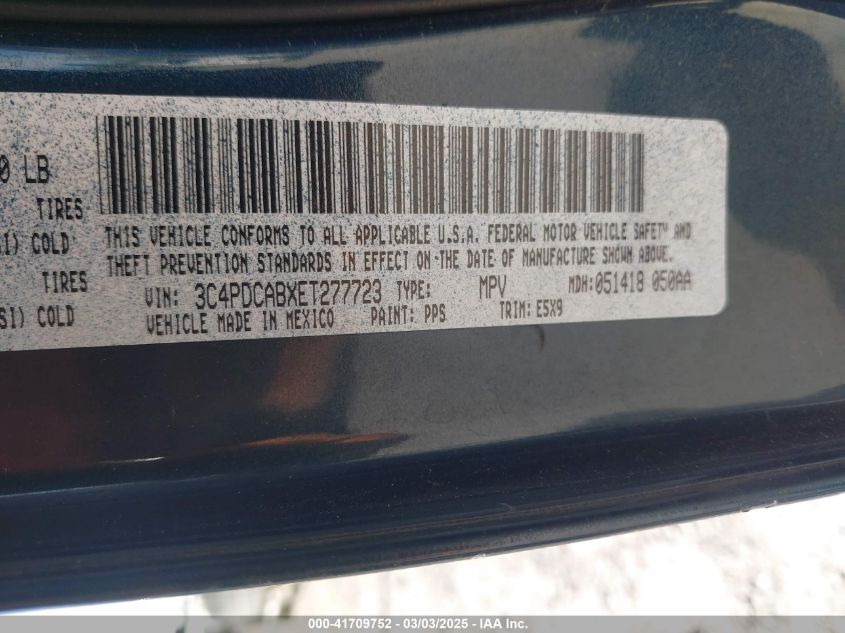 0 LB
TIRES
SI) COLD
TIRES
SI) COLD
THIS VEHICLE CONFORMS TO ALL APPLICABLE U.S.A. FEDERAL MOTOR VEHICLE SAFETY AND
THEFT PREVENTION STANDARDS IN EFFECT ON THE DATE OF MANUFACTURE SHOWN ABOVE.
VIN: 3C4PDCABXET277723 TYPE: MPV MDH:051418 050AA
VEHICLE MADE IN MEXICO PAINT: PPS TRIM: E5X9
000-41709752 - 03/03/2025 - IAA Inc.